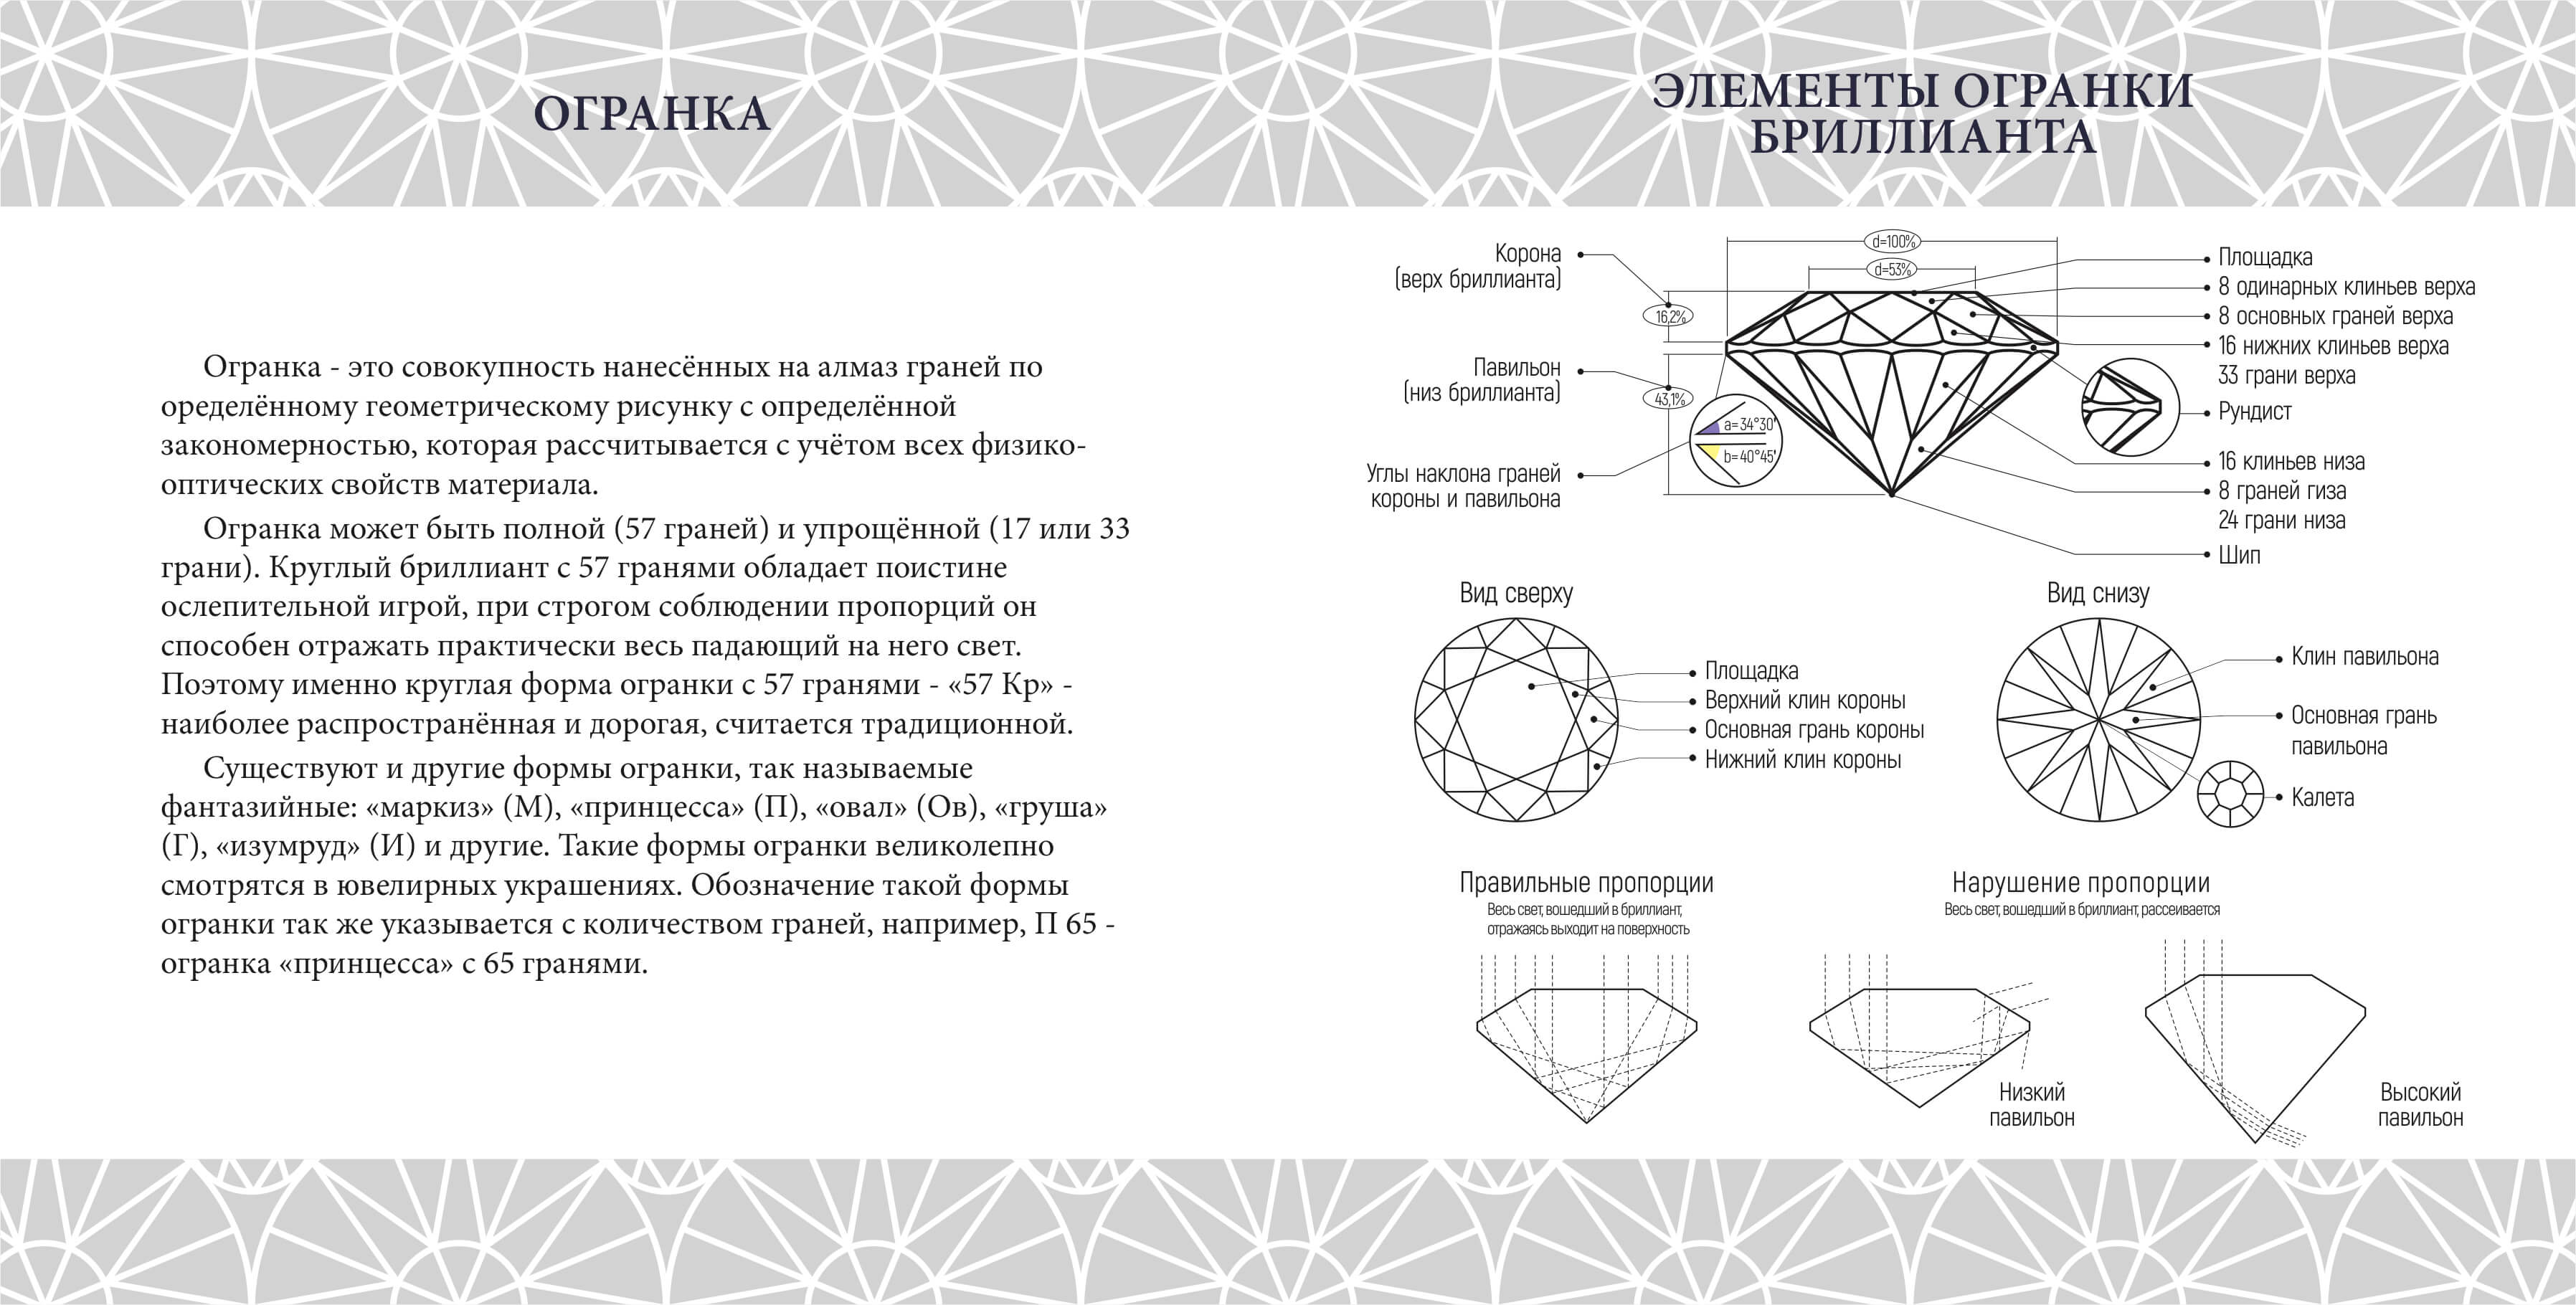 ОГРАНКА
Огранка - это совокупность нанесённых на алмаз граней по
оределённому геометрическому рисунку с определённой
закономерностью, которая рассчитывается с учётом всех физико-
оптических свойств материала.
Огранка может быть полной (57 граней) и упрощённой (17 или 33
грани). Круглый бриллиант с 57 гранями обладает поистине
ослепительной игрой, при строгом соблюдении пропорций он
способен отражать практически весь падающий на него свет.
Поэтому именно круглая форма огранки с 57 гранями - «57 Кр» -
наиболее распространённая и дорогая, считается традиционной.
Существуют и другие формы огранки, так называемые
фантазийные: «маркиз» (М), «принцесса» (П), «овал» (Ов), «груша»
(Г), «изумруд» (И) и другие. Такие формы огранки великолепно
смотрятся в ювелирных украшениях. Обозначение такой формы
огранки так же указывается с количеством граней, например, П 65 -
огранка «принцесса» с 65 гранями.
ЭЛЕМЕНТЫ ОГРАНКИ
БРИЛЛИАНТА
Корона
(верх бриллианта)
Павильон
(низ бриллианта)
Углы наклона граней
короны и павильона
d=100%
d=53%
16,2%
43,1%
a=34°30'
b=40°45'
Площадка
8 одинарных клиньев верха
8 основных граней верха
16 нижних клиньев верха
33 грани верха
Рундист
16 клиньев низа
8 граней гиза
24 грани низа
Шип
Вид сверху
Площадка
Верхний клин короны
Основная грань короны
Нижний клин короны
Вид снизу
Клин павильона
Основная грань
павильона
Калета
Правильные пропорции
Весь свет, вошедший в бриллиант,
отражаясь выходит на поверхность
Нарушение пропорции
Весь свет, вошедший в бриллиант, рассеивается
Низкий
павильон
Высокий
павильон